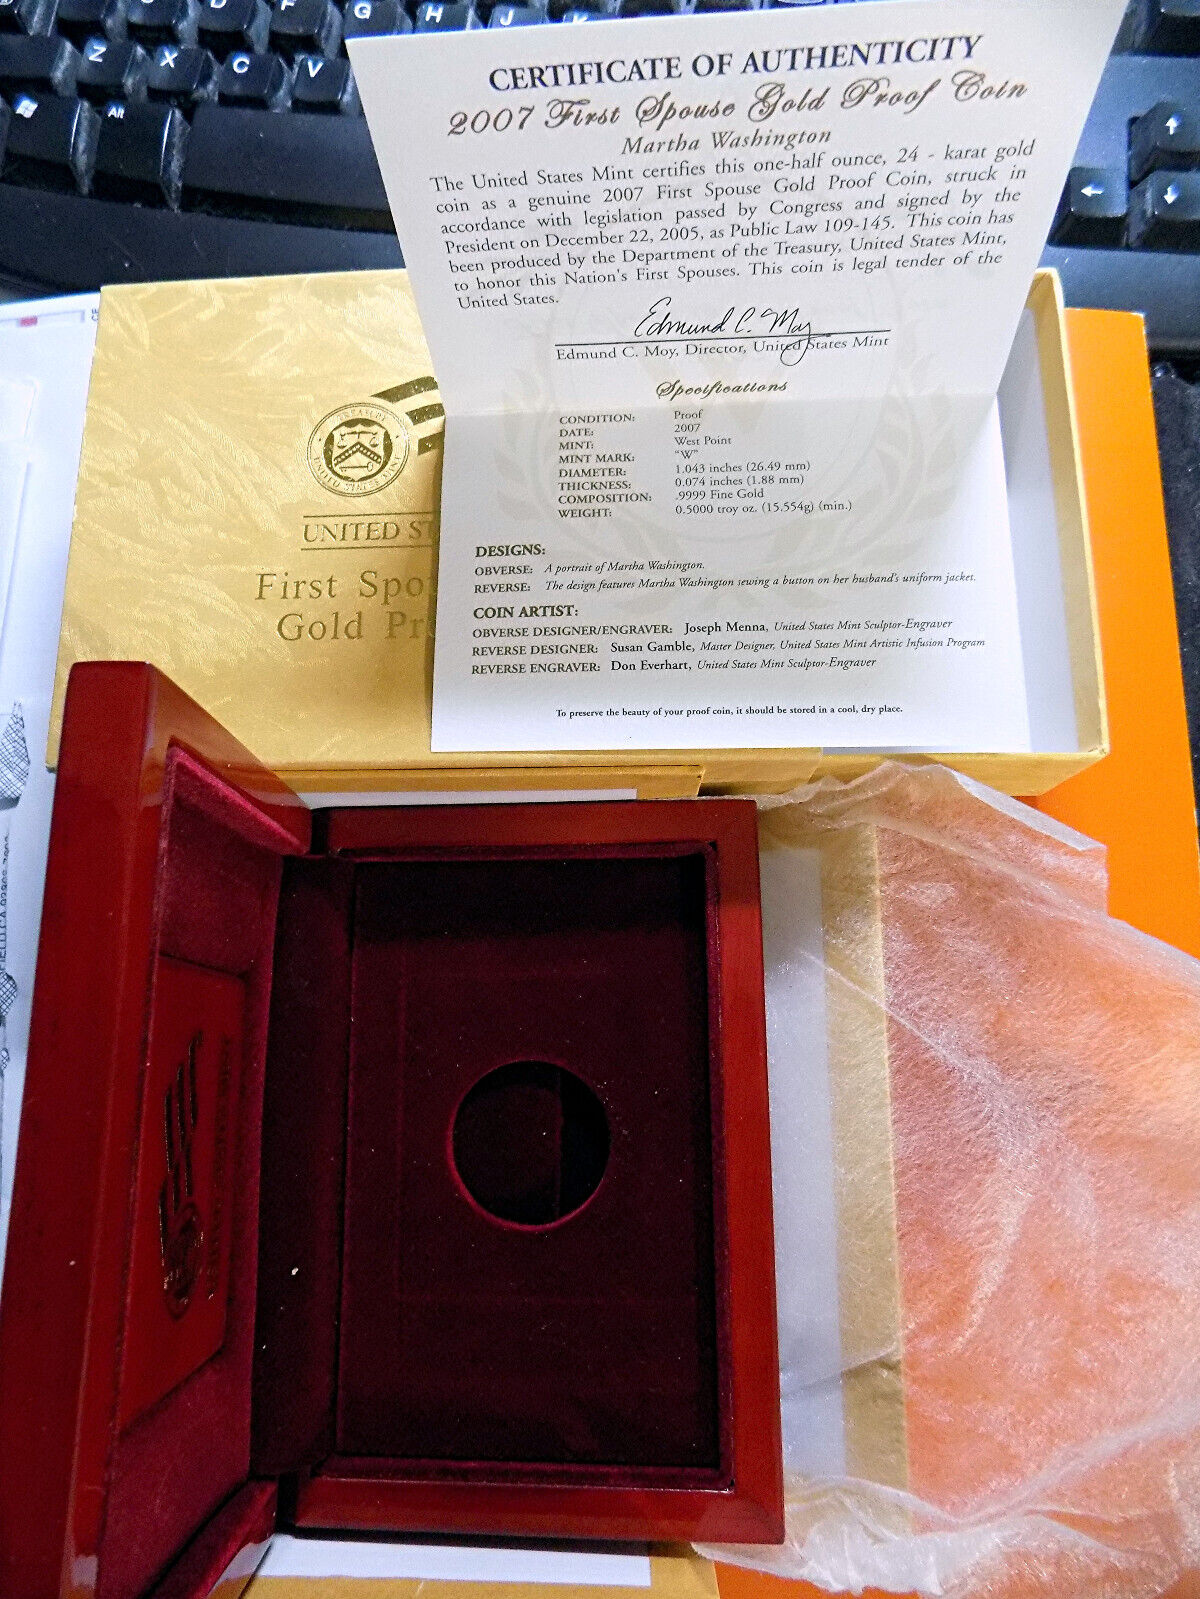 D F G H J K
Z X C V
Alt
CERTIFICATE OF AUTHENTICITY
2007 First Spouse Gold Proof Coin
Martha Washington
The United States Mint certifies this one-half ounce, 24 - karat gold
coin as a genuine 2007 First Spouse Gold Proof Coin, struck in
accordance with legislation passed by Congress and signed by the
President on December 22, 2005, as Public Law 109-145. This coin has
been produced by the Department of the Treasury, United States Mint,
to honor this Nation's First Spouses. This coin is legal tender of the
United States.
Edmund C. Moy
Edmund C. Moy, Director, United States Mint
Specifications
CONDITION: Proof
DATE: 2007
MINT: West Point
MINT MARK: "W"
DIAMETER: 1.043 inches (26.49 mm)
THICKNESS: 0.074 inches (1.88 mm)
COMPOSITION: .9999 Fine Gold
WEIGHT: 0.5000 troy oz. (15.554g) (min.)
DESIGNS:
OBVERSE: A portrait of Martha Washington.
REVERSE: The design features Martha Washington sewing a button on her husband's uniform jacket.
COIN ARTIST:
OBVERSE DESIGNER/ENGRAVER: Joseph Menna, United States Mint Sculptor-Engraver
REVERSE DESIGNER: Susan Gamble, Master Designer, United States Mint Artistic Infusion Program
REVERSE ENGRAVER: Don Everhart, United States Mint Sculptor-Engraver
To preserve the beauty of your proof coin, it should be stored in a cool, dry place.
TREASURY
UNITED STATES MINT
UNITED ST
First Spo
Gold Pr